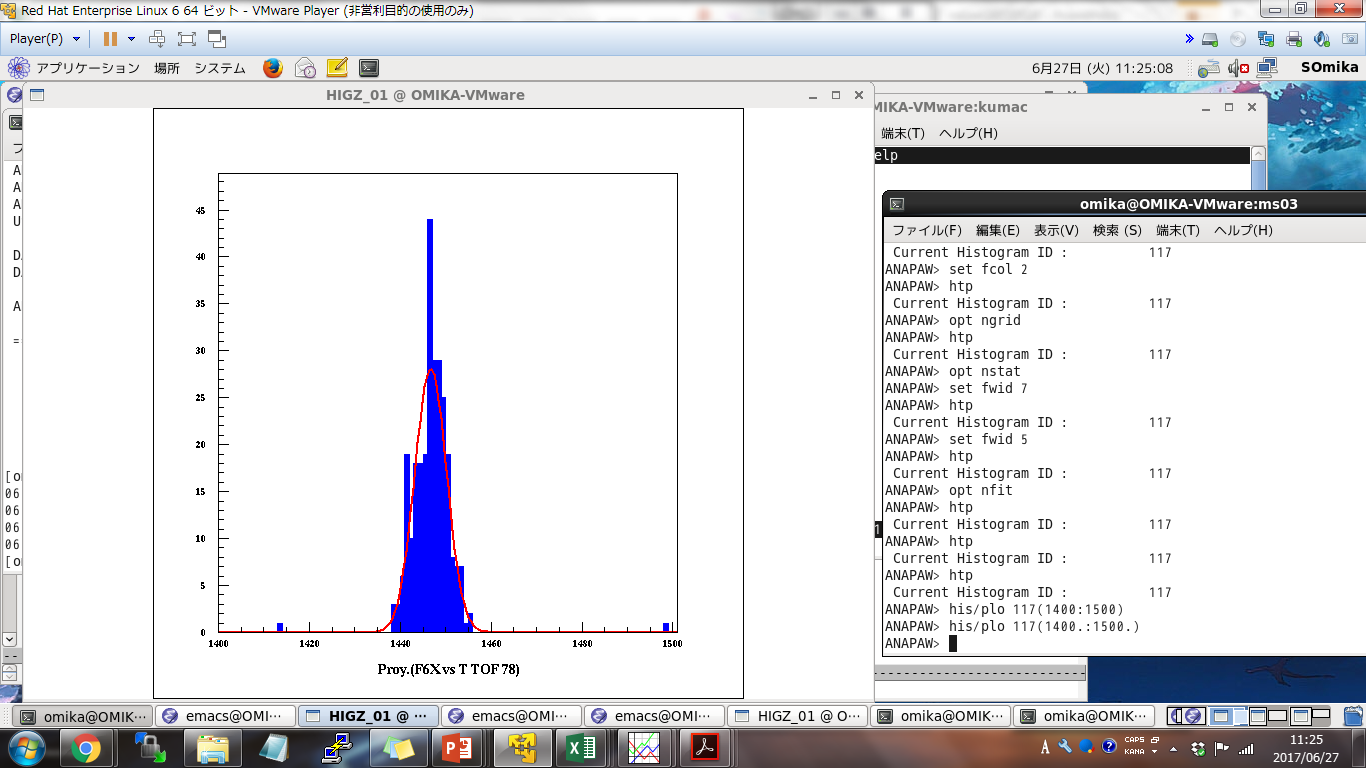 Red Hat Enterprise Linux 6 64 ビット - VMware Player (非営利目的の使用のみ)
Player(P)
アプリケーション 場所 システム
6月27日 (火) 11:25:08
SOmika
HIGZ_01 @ OMIKA-VMware
45
40
35
30
25
20
15
10
5
0
1400 1420 1440 1460 1480 1500
Proy.(F6X vs T TOF 78)
MIKA-VMware:kumac
端末(T) ヘルプ(H)
elp
omika@OMIKA-VMware:ms03
ファイル(F) 編集(E) 表示(V) 検索 (S) 端末(T) ヘルプ(H)
Current Histogram ID : 117
ANAPAW> set fcol 2
ANAPAW> htp
Current Histogram ID : 117
ANAPAW> opt ngrid
ANAPAW> htp
Current Histogram ID : 117
ANAPAW> opt nstat
ANAPAW> set fwid 7
ANAPAW> htp
Current Histogram ID : 117
ANAPAW> set fwid 5
ANAPAW> htp
Current Histogram ID : 117
ANAPAW> opt nfit
ANAPAW> htp
Current Histogram ID : 117
ANAPAW> htp
Current Histogram ID : 117
ANAPAW> htp
Current Histogram ID : 117
ANAPAW> his/plo 117(1400:1500)
ANAPAW> his/plo 117(1400.:1500.)
ANAPAW>
A
A
A
U
D
D
A
=
[o
06
06
06
06
[o
omika@OMIK... emacs@OMI... HIGZ_01 @ ... emacs@OMI... emacs@OMI... HIGZ_01 @ O... omika@OMIK... omika@OMIK...
A
CAPS
KANA
11:25
2017/06/27